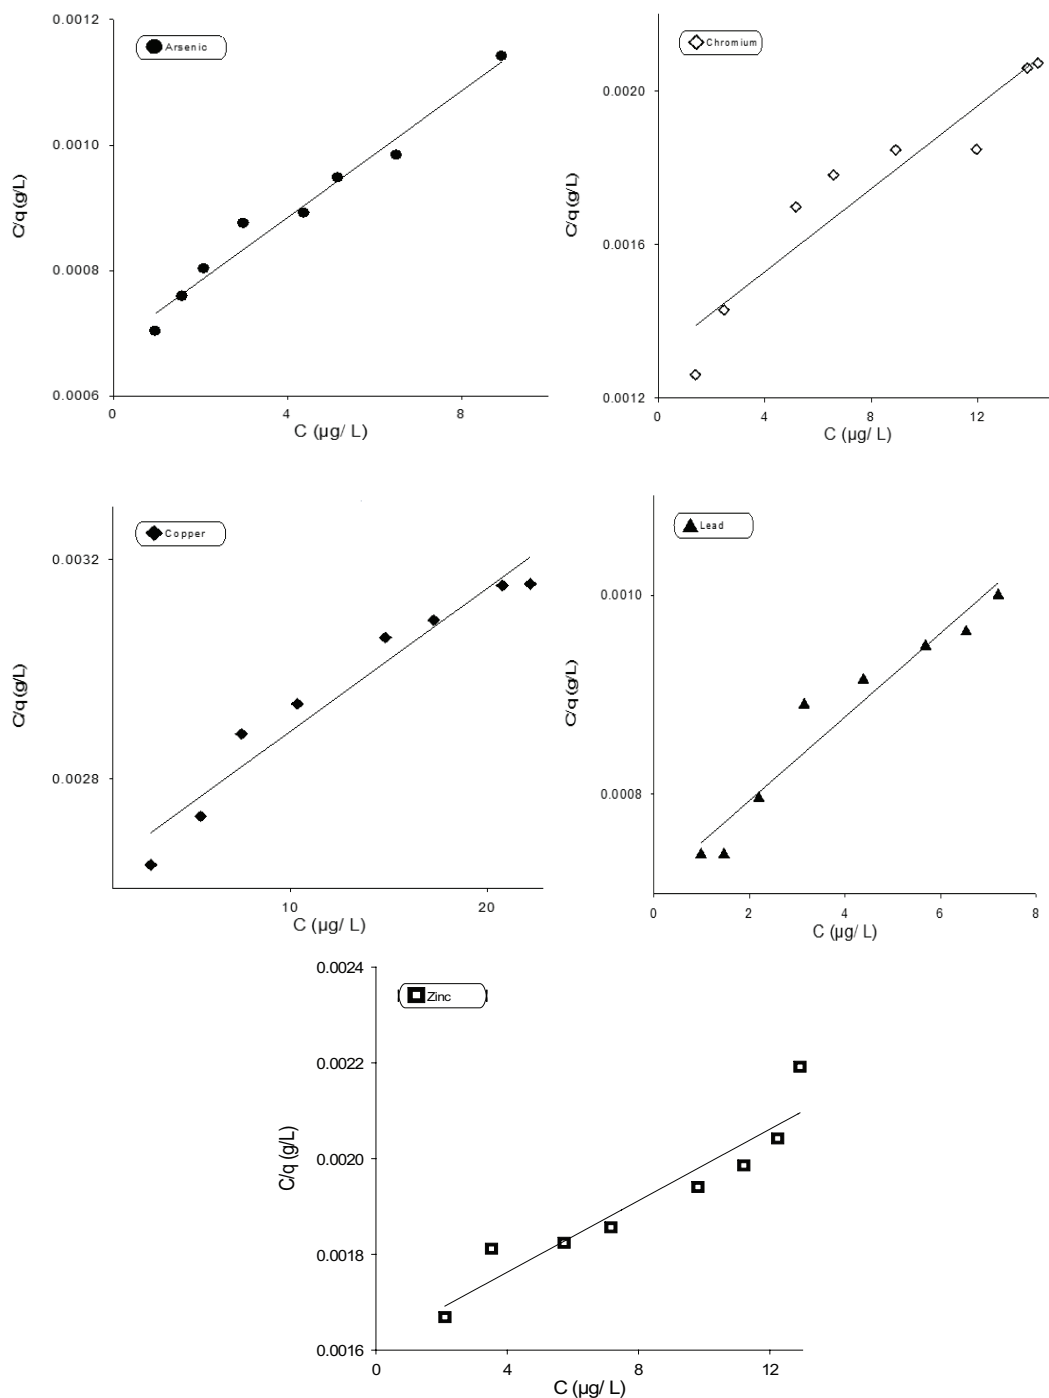 0.0012
Arsenic
0.0010
C/q (g/L)
0.0008
0.0006
0
4
8
C (µg/ L)
Chromium
0.0020
C/q (g/L)
0.0016
0.0012
0
4
8
12
C (µg/ L)
Copper
0.0032
C/q (g/L)
0.0028
10
20
C (µg/ L)
Lead
0.0010
C/q (g/L)
0.0008
0
2
4
6
8
C (µg/ L)
0.0024
Zinc
0.0022
C/q (g/L)
0.0020
0.0018
0.0016
0
4
8
12
C (µg/ L)